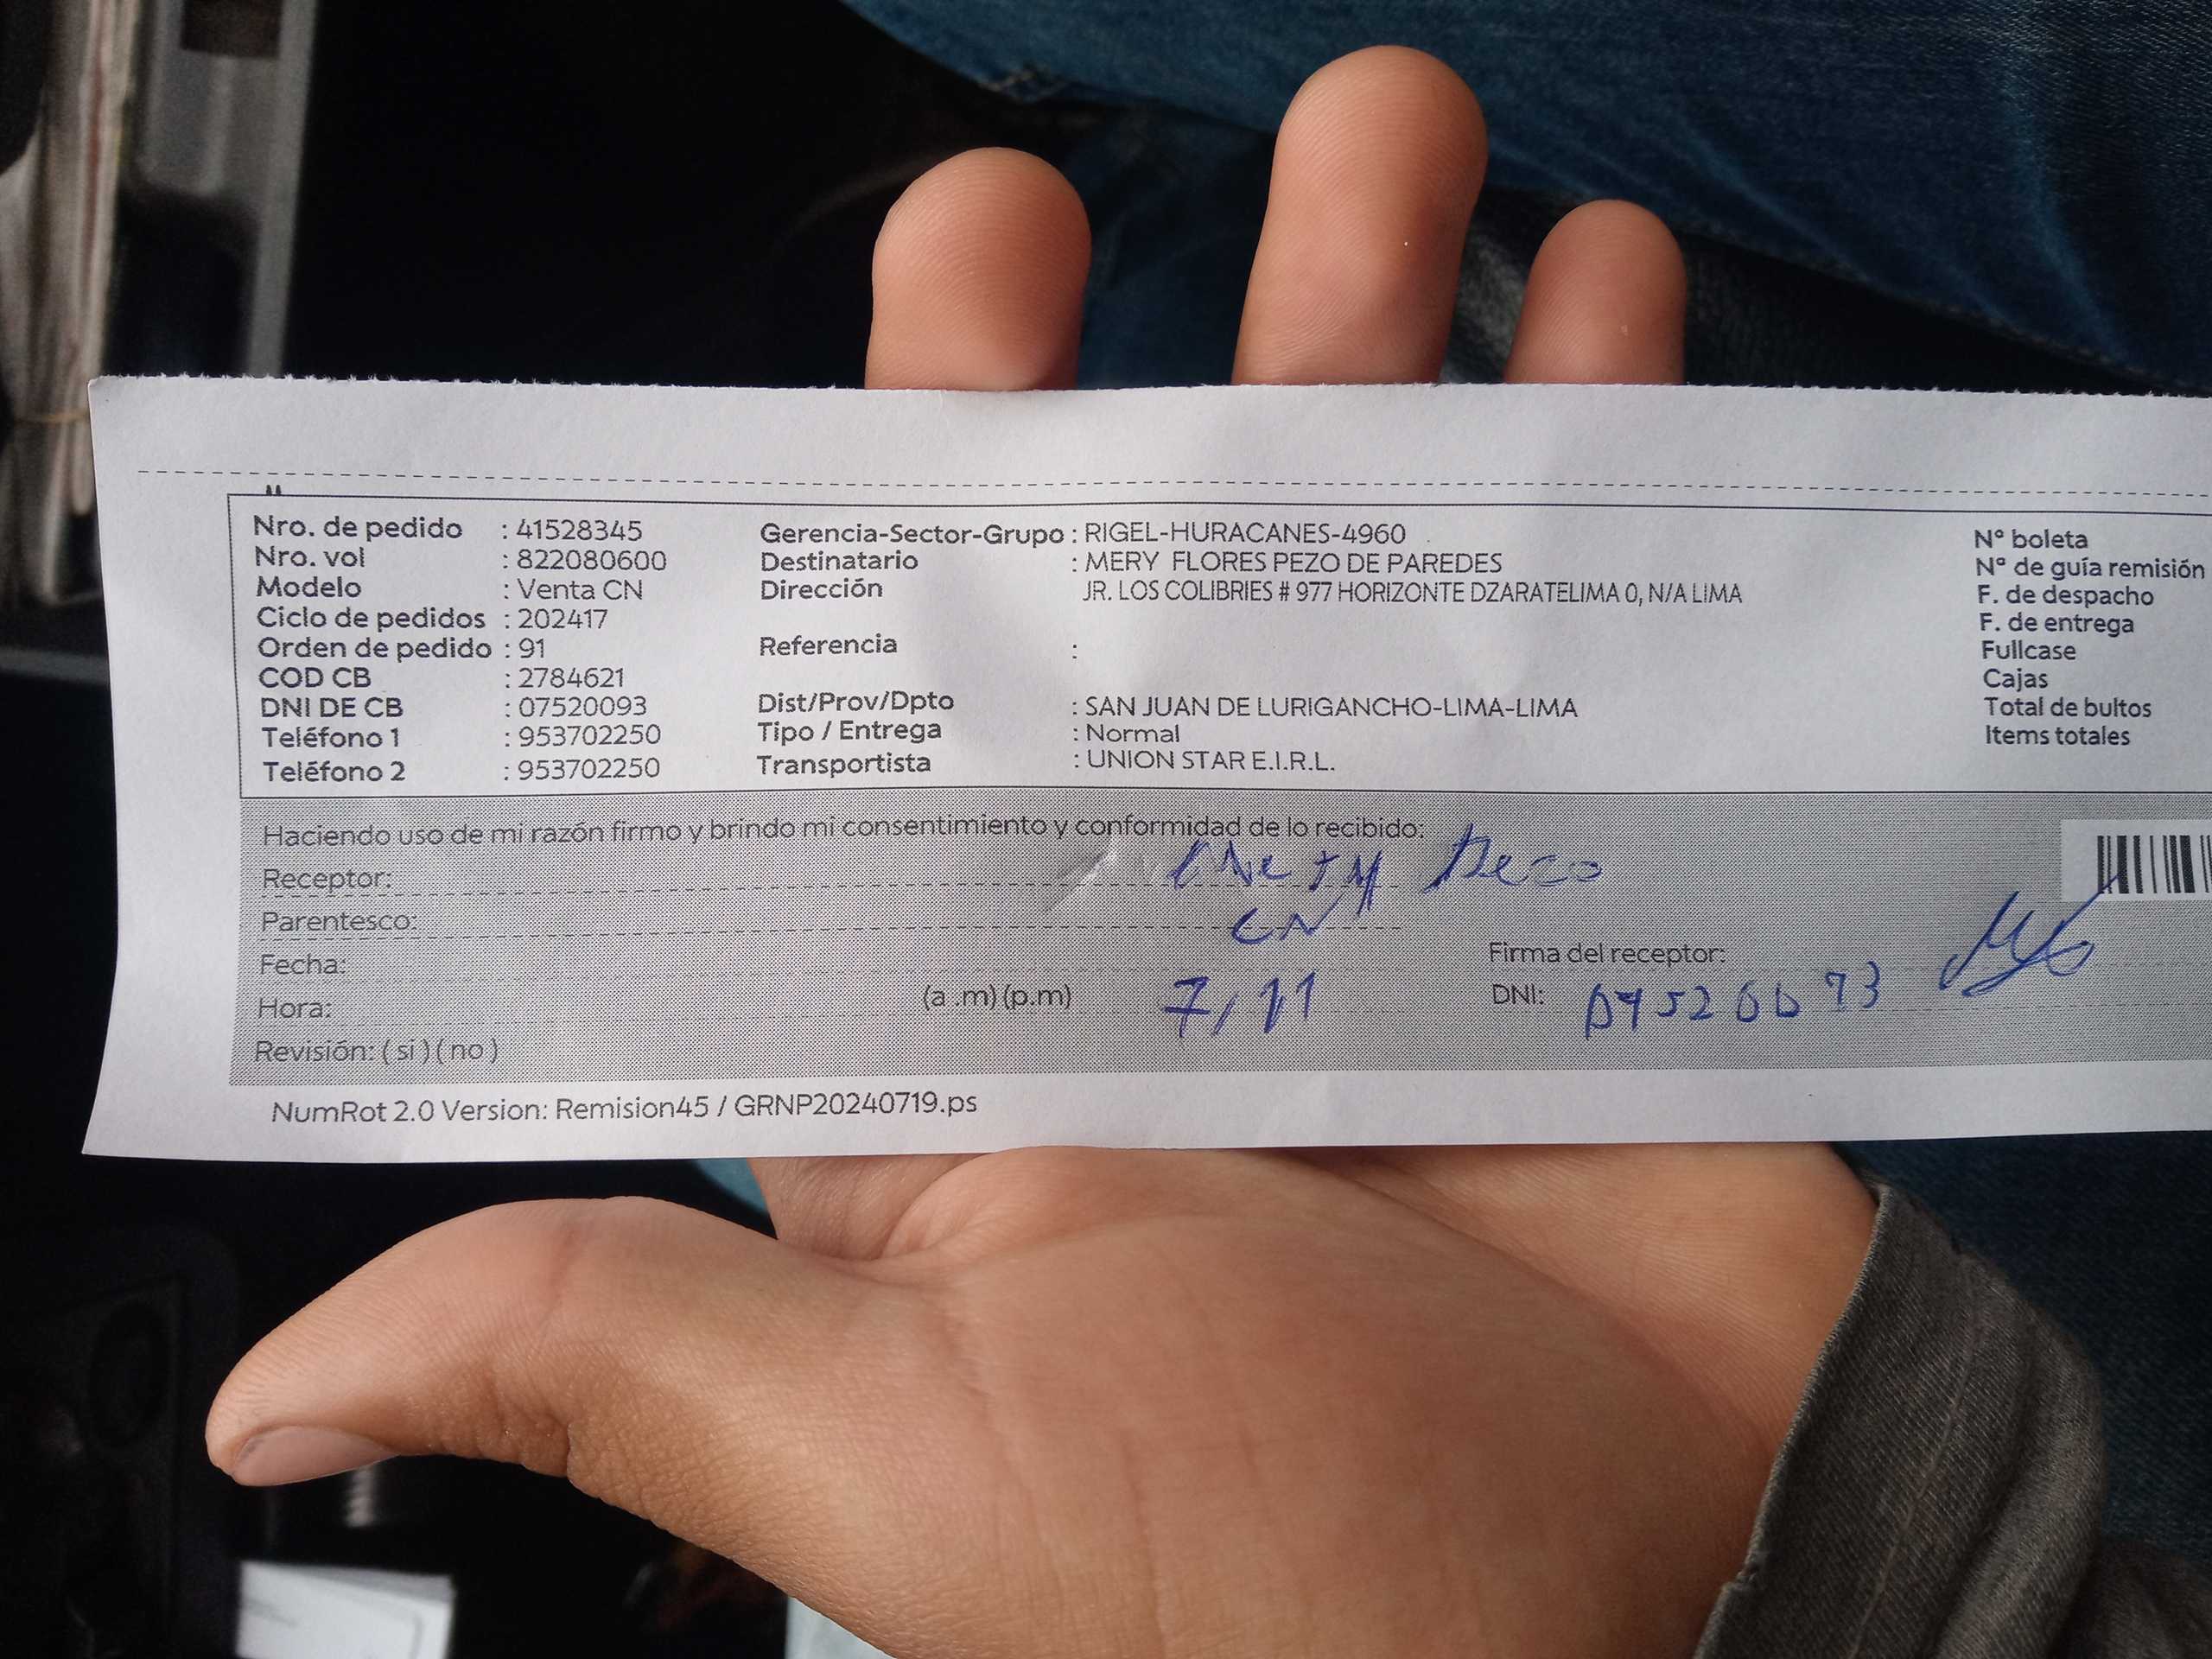 Nro. de pedido : 41528345
Nro. vol : 822080600
Modelo : Venta CN
Ciclo de pedidos : 202417
Orden de pedido : 91
COD CB : 2784621
DNI DE CB : 07520093
Teléfono 1 : 953702250
Teléfono 2 : 953702250
Gerencia-Sector-Grupo : RIGEL-HURACANES-4960
Destinatario : MERY FLORES PEZO DE PAREDES
Dirección JR. LOS COLIBRIES # 977 HORIZONTE DZARATELIMA 0, N/A LIMA
Referencia :
Dist/Prov/Dpto : SAN JUAN DE LURIGANCHO-LIMA-LIMA
Tipo / Entrega : Normal
Transportista : UNION STAR E.I.R.L.
N° boleta
N° de guía remisión
F. de despacho
F. de entrega
Fullcase
Cajas
Total de bultos
Items totales
Haciendo uso de mi razón firmo y brindo mi consentimiento y conformidad de lo recibido:
Receptor: Mery Pezo
Parentesco: CN
Fecha:
Hora: (a .m) (p.m) 7/11
Revisión: ( si ) ( no )
Firma del receptor:
DNI: 07520093
NumRot 2.0 Version: Remision45 / GRNP20240719.ps